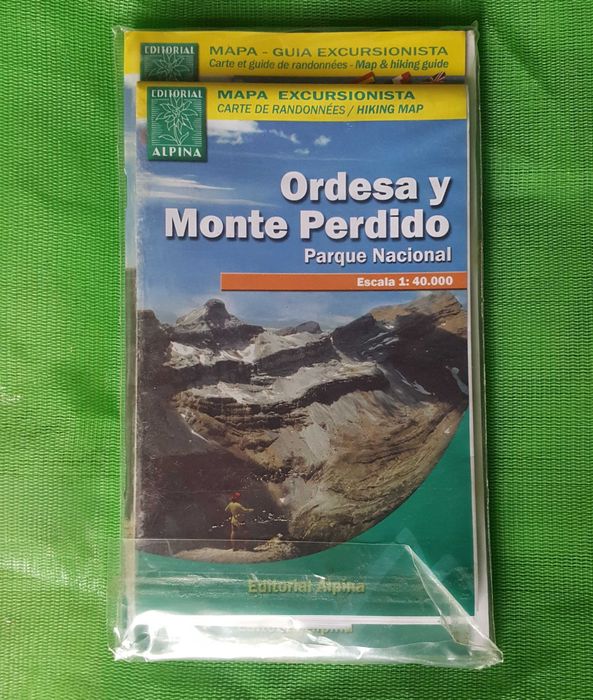 EDITORIAL
MAPA - GUIA EXCURSIONISTA
Carte et guide de randonnées - Map & hiking guide
EDITORIAL
ALPINA
MAPA EXCURSIONISTA
CARTE DE RANDONNÉES / HIKING MAP
Ordesa y
Monte Perdido
Parque Nacional
Escala 1: 40.000
Editorial Alpina